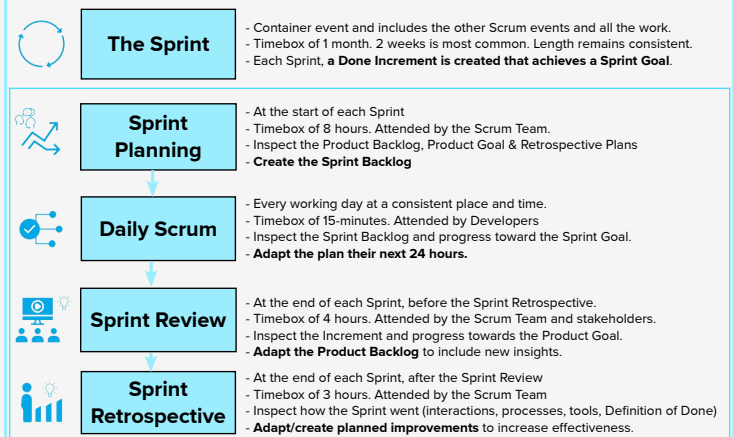 The Sprint
- Container event and includes the other Scrum events and all the work.
- Timebox of 1 month. 2 weeks is most common. Length remains consistent.
- Each Sprint, a Done Increment is created that achieves a Sprint Goal.
Sprint
Planning
- At the start of each Sprint
- Timebox of 8 hours. Attended by the Scrum Team.
- Inspect the Product Backlog, Product Goal & Retrospective Plans
- Create the Sprint Backlog
Daily Scrum
- Every working day at a consistent place and time.
- Timebox of 15-minutes. Attended by Developers
- Inspect the Sprint Backlog and progress toward the Sprint Goal.
- Adapt the plan their next 24 hours.
Sprint Review
- At the end of each Sprint, before the Sprint Retrospective.
- Timebox of 4 hours. Attended by the Scrum Team and stakeholders.
- Inspect the Increment and progress towards the Product Goal.
- Adapt the Product Backlog to include new insights.
Sprint
Retrospective
- At the end of each Sprint, after the Sprint Review
- Timebox of 3 hours. Attended by the Scrum Team
- Inspect how the Sprint went (interactions, processes, tools, Definition of Done)
- Adapt/create planned improvements to increase effectiveness.